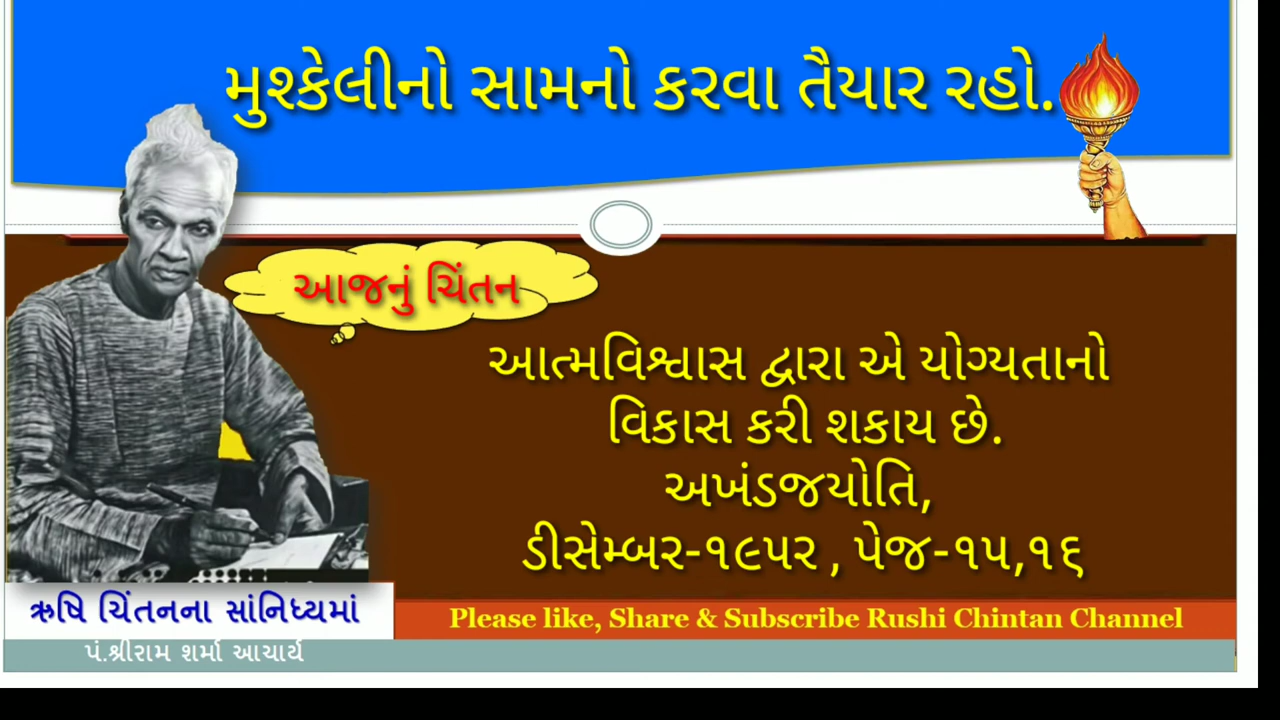 મુશ્કેલીનો સામનો કરવા તૈયાર રહો.
આજનું ચિંતન
આત્મવિશ્વાસ દ્વારા એ યોગ્યતાનો
વિકાસ કરી શકાય છે.
અખંડજયોતિ,
ડીસેમ્બર-૧૯૫૨ , પેજ-૧૫,૧૬
ઋષિ ચિંતનના સાંનિધ્યમાં
Please like, Share & Subscribe Rushi Chintan Channel
પં.શ્રીરામ શર્મા આચાર્ય